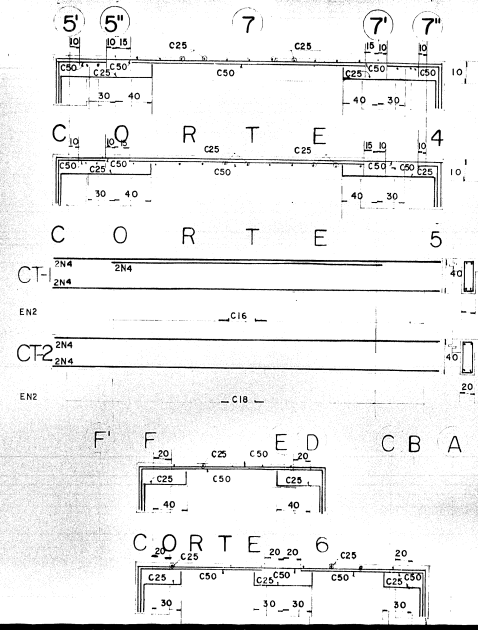 5' 5" 7 7' 7"
10 10 15 C25 C25 15 10 10
C50 C50 C50 C50 C50 10
C25 C25
30 40 40 30
C O R T E 4
10 10 15 C25 C25 15 10 10
C50 C50 C50 C50 C50 10
C25 C25
30 40 40 30
C O R T E 5
CT-1 2N4 2N4 40
2N4
EN2 C16
CT-2 2N4 40
2N4
20
EN2 C18
F' F E D C B A
20 C25 C50 20
C25 C50 C25
40 40
C O R T E 6
20 C25 20 20 C25 20
C25 C50 C25 C50 C50 C25
30 30 30 30